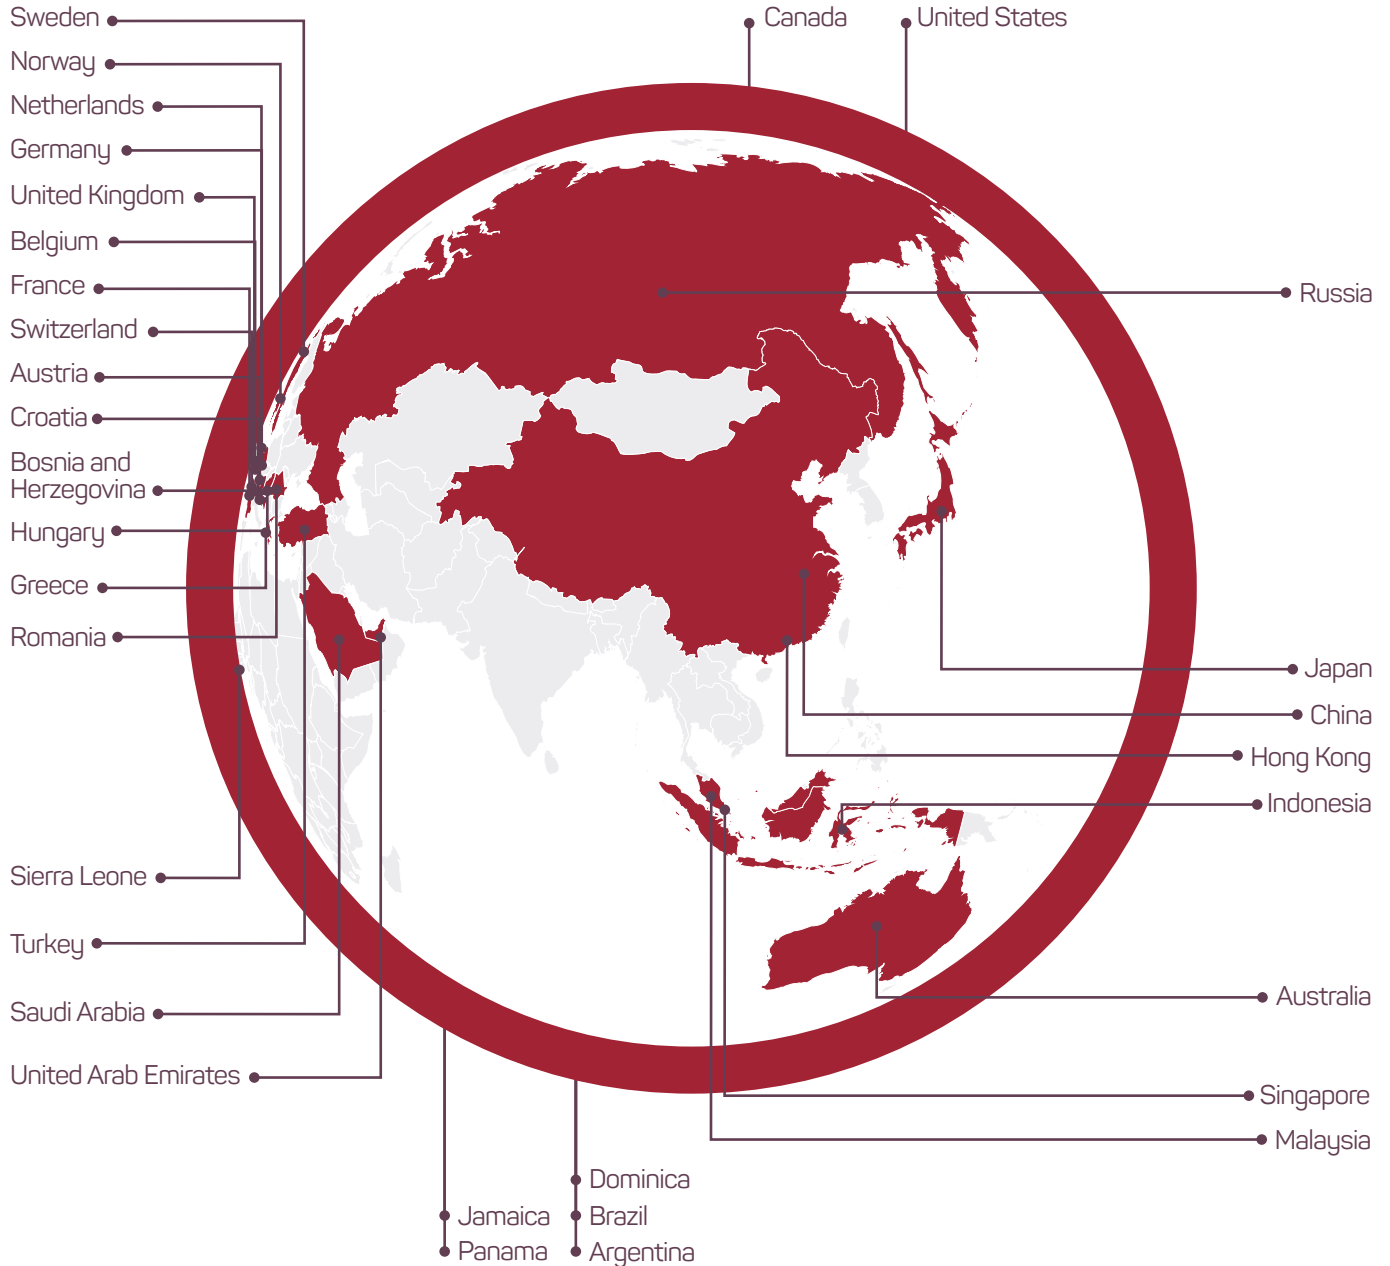 Sweden
Norway
Netherlands
Germany
United Kingdom
Belgium
France
Switzerland
Austria
Croatia
Bosnia and
Herzegovina
Hungary
Greece
Romania
Sierra Leone
Turkey
Saudi Arabia
United Arab Emirates
Canada
United States
Russia
Japan
China
Hong Kong
Indonesia
Australia
Singapore
Malaysia
Dominica
Brazil
Argentina
Jamaica
Panama